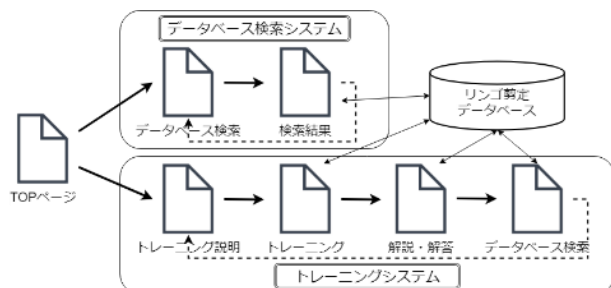 データベース検索システム
データベース検索
検索結果
リンゴ剪定
データベース
TOPページ
トレーニング説明
トレーニング
解説・解答
データベース検索
トレーニングシステム